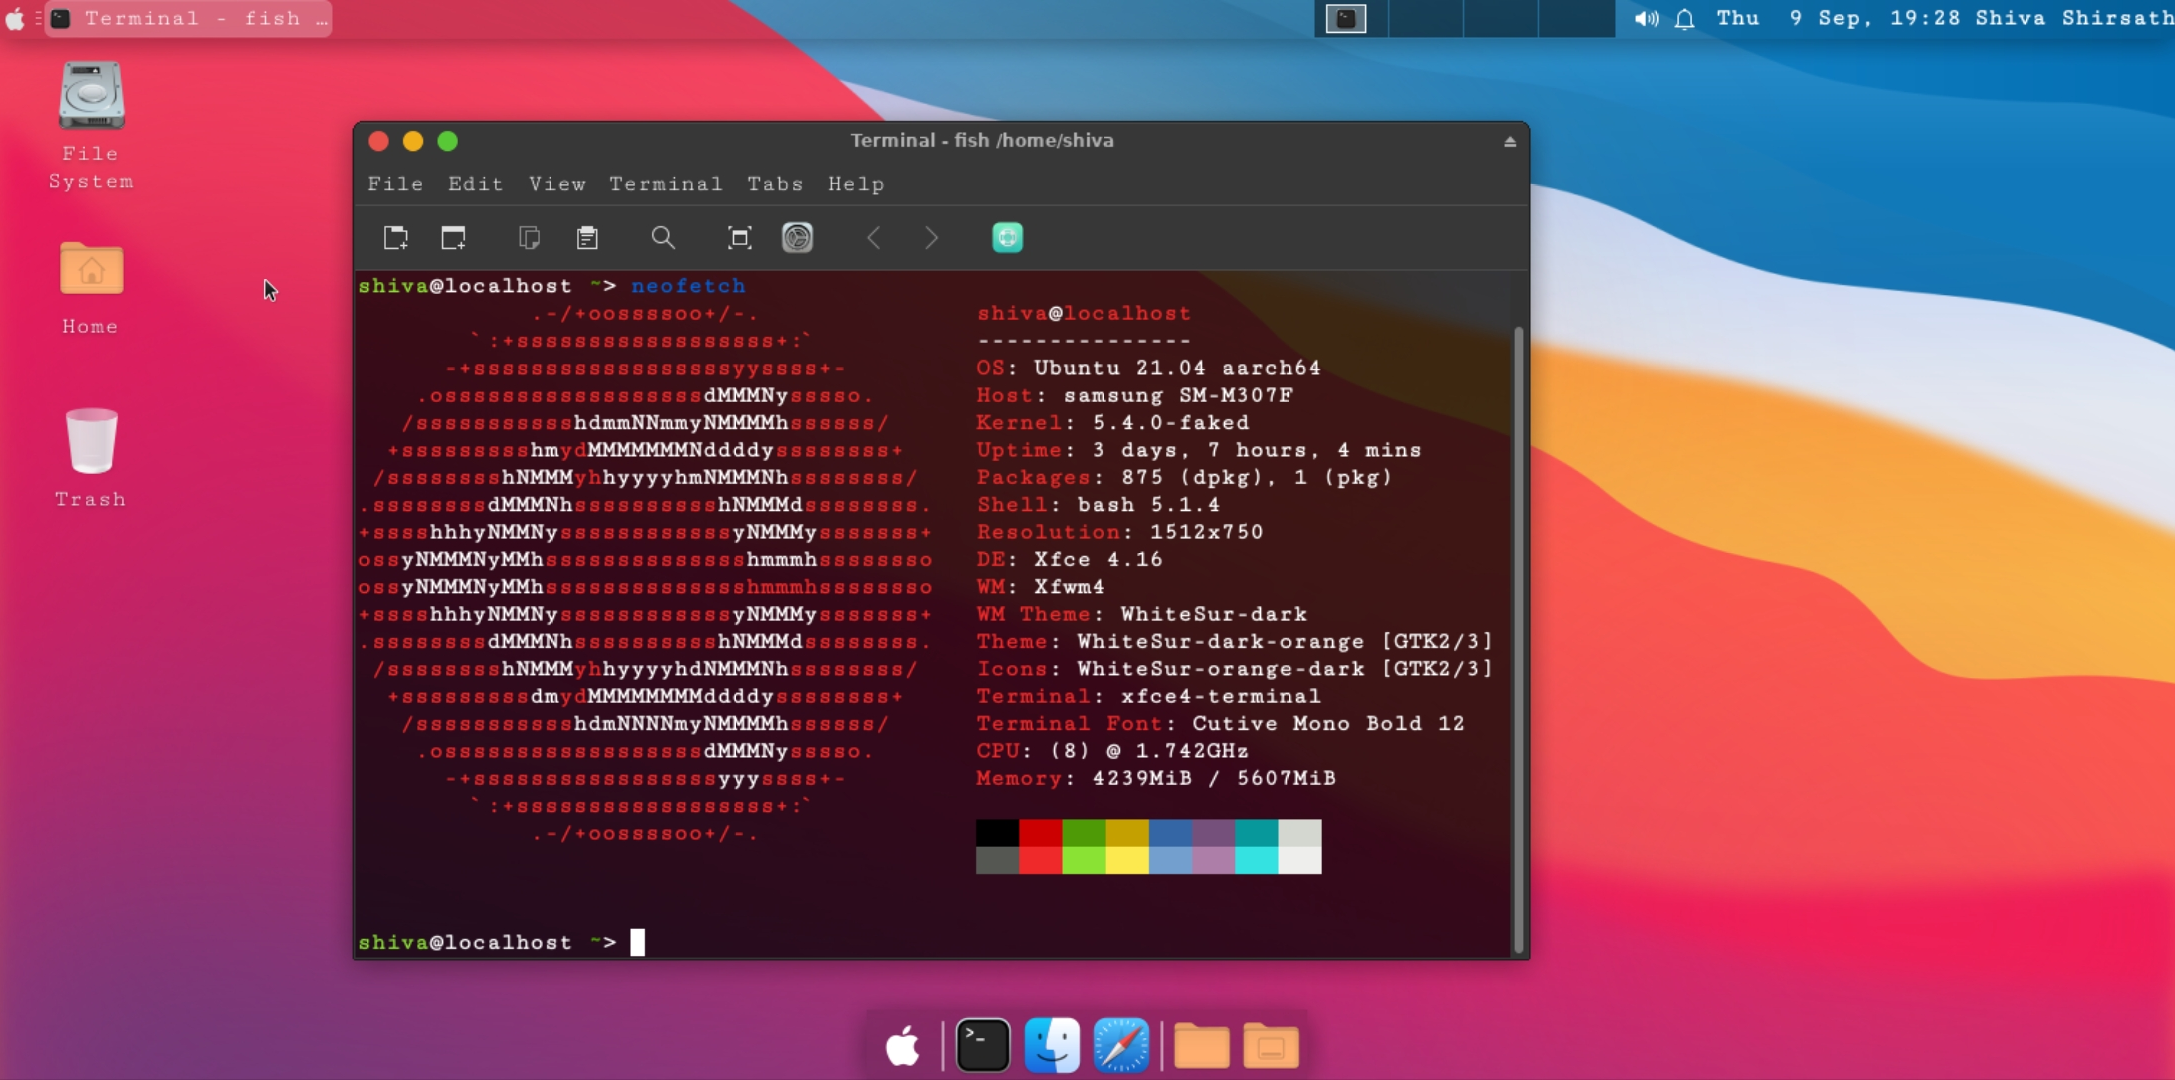 Terminal - fish …
Thu 9 Sep, 19:28 Shiva Shirsath
File
System
Home
Trash
Terminal - fish /home/shiva
File Edit View Terminal Tabs Help
shiva@localhost ~> neofetch
.-/+oossssoo+/-. shiva@localhost
`:+ssssssssssssssssss+:` ---------------
-+ssssssssssssssssssyyssss+- OS: Ubuntu 21.04 aarch64
.osssssssssssssssssssdMMMNysssso. Host: samsung SM-M307F
/ssssssssssshdmmNNmmyNMMMMhssssss/ Kernel: 5.4.0-faked
+ssssssssshmydMMMMMMMNddddyssssssss+ Uptime: 3 days, 7 hours, 4 mins
/sssssssshNMMMyhhyyyyhmNMMMNhssssssss/ Packages: 875 (dpkg), 1 (pkg)
.ssssssssdMMMNhsssssssssshNMMMdssssssss. Shell: bash 5.1.4
+sssshhhyNMMNyssssssssssssyNMMMysssssss+ Resolution: 1512x750
ossyNMMMNyMMhsssssssssssssshmmmhssssssso DE: Xfce 4.16
ossyNMMMNyMMhsssssssssssssshmmmhssssssso WM: Xfwm4
+sssshhhyNMMNyssssssssssssyNMMMysssssss+ WM Theme: WhiteSur-dark
.ssssssssdMMMNhsssssssssshNMMMdssssssss. Theme: WhiteSur-dark-orange [GTK2/3]
/sssssssshNMMMyhhyyyyhdNMMMNhssssssss/ Icons: WhiteSur-orange-dark [GTK2/3]
+sssssssssdmydMMMMMMMMddddyssssssss+ Terminal: xfce4-terminal
/ssssssssssshdmNNNNmyNMMMMhssssss/ Terminal Font: Cutive Mono Bold 12
.osssssssssssssssssssdMMMNysssso. CPU: (8) @ 1.742GHz
-+sssssssssssssssssyyyssss+- Memory: 4239MiB / 5607MiB
`:+ssssssssssssssssss+:`
.-/+oossssoo+/-.
shiva@localhost ~>